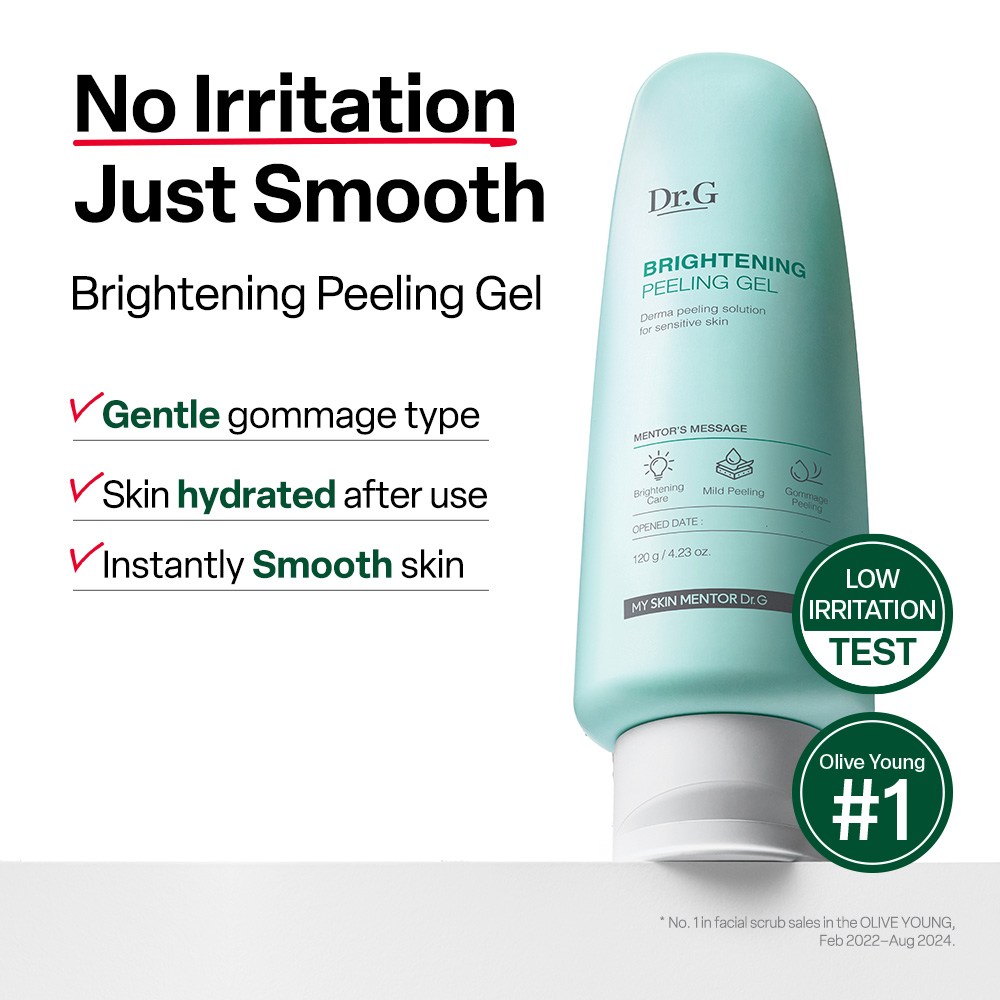 No Irritation
Just Smooth
Brightening Peeling Gel
Gentle gommage type
Skin hydrated after use
Instantly Smooth skin
Dr.G
BRIGHTENING
PEELING GEL
Derma peeling solution
for sensitive skin
MENTOR'S MESSAGE
Brightening
Care
Mild Peeling
Gommage
Peeling
OPENED DATE :
120 g / 4.23 oz.
MY SKIN MENTOR Dr.G
LOW
IRRITATION
TEST
Olive Young
#1
* No. 1 in facial scrub sales in the OLIVE YOUNG,
Feb 2022–Aug 2024.